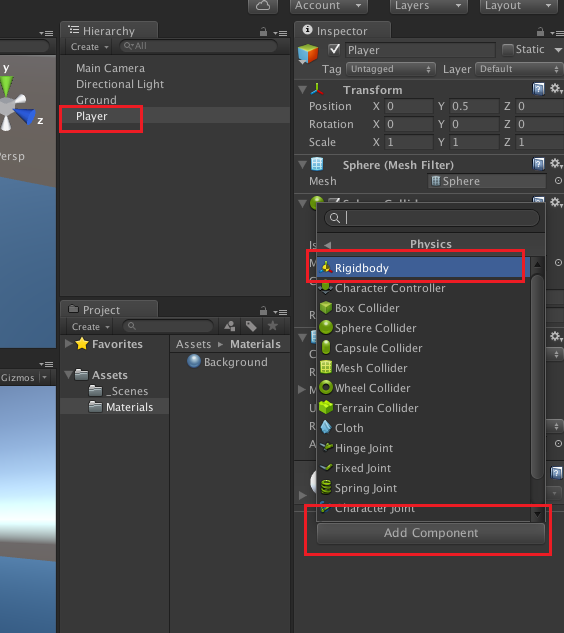 Account
Layers
Layout
Hierarchy
Create
All
Main Camera
Directional Light
Ground
Player
y
z
Persp
Inspector
Player
Static
Tag
Untagged
Layer
Default
Transform
Position X 0 Y 0.5 Z 0
Rotation X 0 Y 0 Z 0
Scale X 1 Y 1 Z 1
Sphere (Mesh Filter)
Mesh
Sphere
Physics
Rigidbody
Character Controller
Box Collider
Sphere Collider
Capsule Collider
Mesh Collider
Wheel Collider
Terrain Collider
Cloth
Hinge Joint
Fixed Joint
Spring Joint
Character Joint
Add Component
Project
Create
Favorites
Assets
_Scenes
Materials
Assets Materials
Background
Gizmos